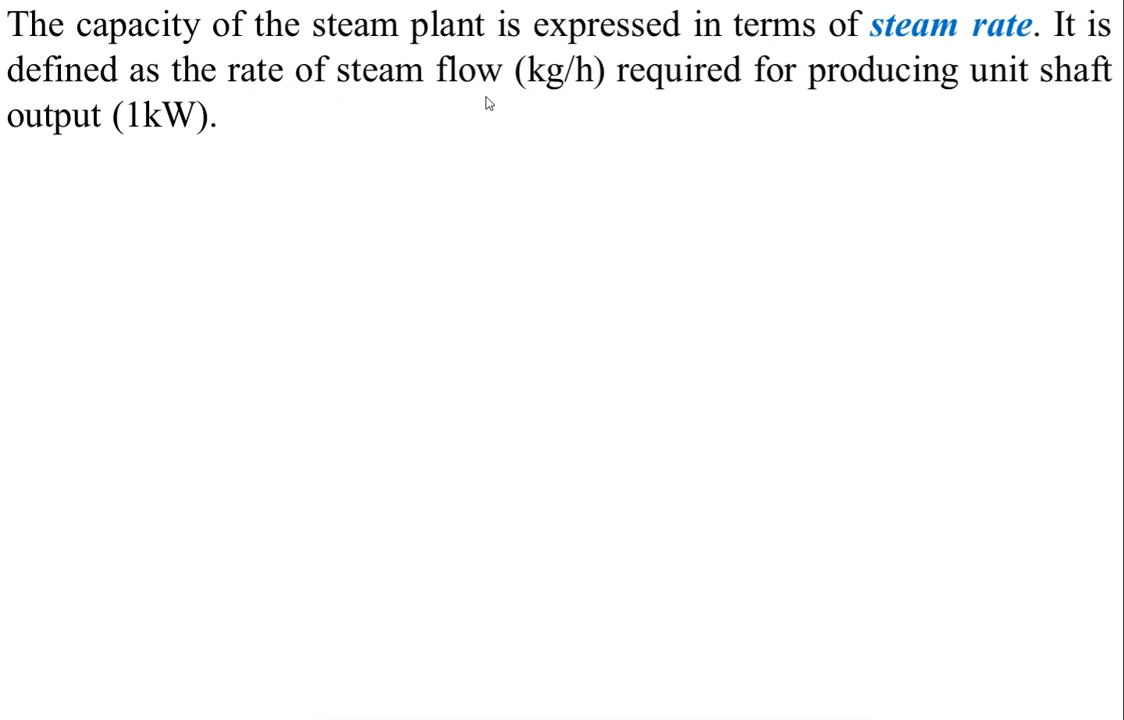 The capacity of the steam plant is expressed in terms of steam rate. It is
defined as the rate of steam flow (kg/h) required for producing unit shaft
output (1kW).